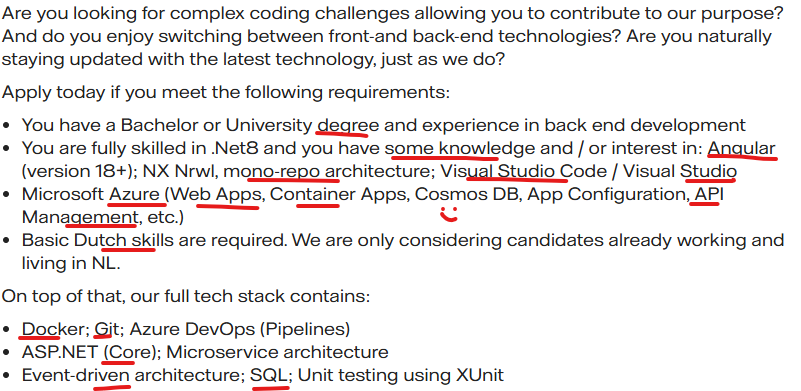 Are you looking for complex coding challenges allowing you to contribute to our purpose?
And do you enjoy switching between front-and back-end technologies? Are you naturally
staying updated with the latest technology, just as we do?
Apply today if you meet the following requirements:
• You have a Bachelor or University degree and experience in back end development
• You are fully skilled in .Net8 and you have some knowledge and / or interest in: Angular
(version 18+); NX Nrwl, mono-repo architecture; Visual Studio Code / Visual Studio
• Microsoft Azure (Web Apps, Container Apps, Cosmos DB, App Configuration, API
Management, etc.)
• Basic Dutch skills are required. We are only considering candidates already working and
living in NL.
On top of that, our full tech stack contains:
• Docker; Git; Azure DevOps (Pipelines)
• ASP.NET (Core); Microservice architecture
• Event-driven architecture; SQL; Unit testing using XUnit